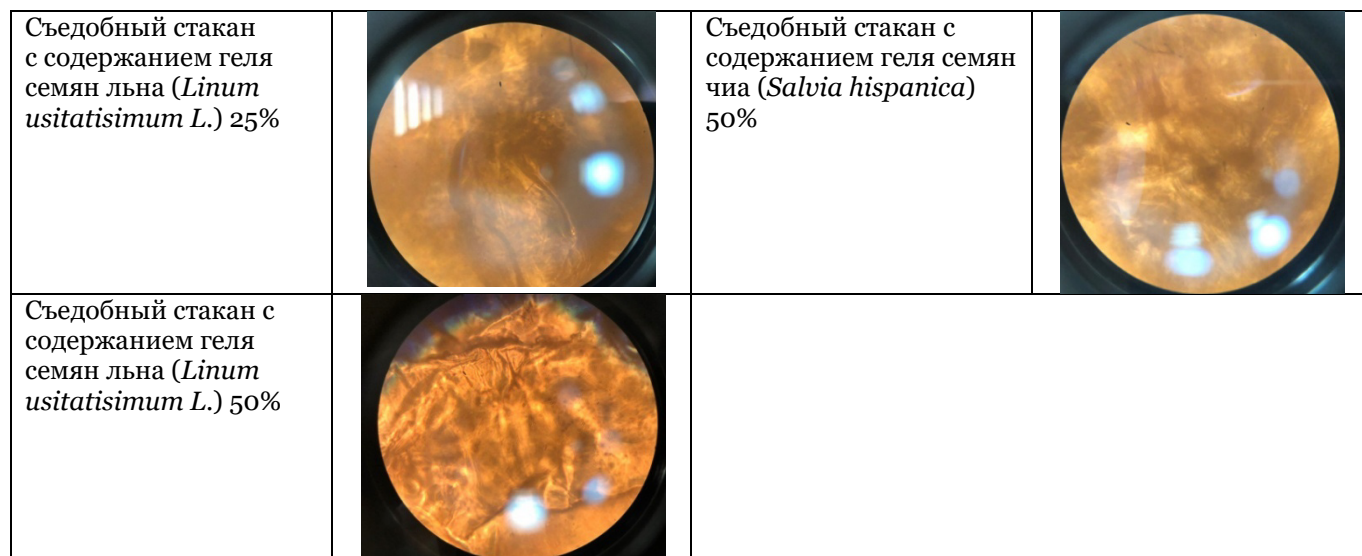 Съедобный стакан
с содержанием геля
семян льна (Linum
usitatisimum L.) 25%
Съедобный стакан с
содержанием геля семян
чиа (Salvia hispanica)
50%
Съедобный стакан с
содержанием геля
семян льна (Linum
usitatisimum L.) 50%